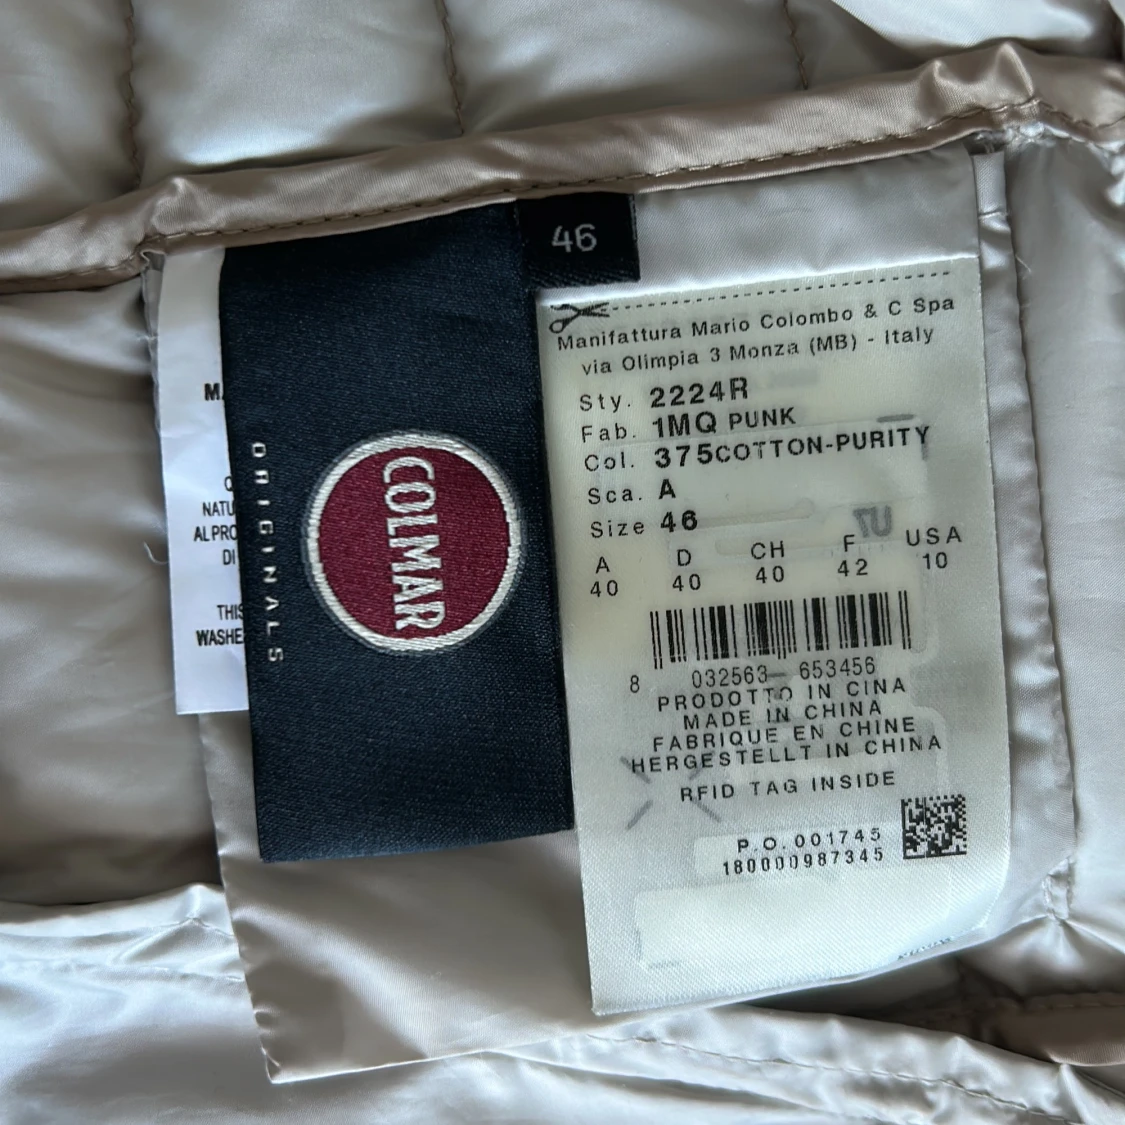 46
Manifattura Mario Colombo & C Spa
via Olimpia 3 Monza (MB) - Italy
Sty. 2224R
Fab. 1MQ PUNK
Col. 375COTTON-PURITY
Sca. A
Size 46
A D CH F USA
40 40 40 42 10
8 032563 653456
PRODOTTO IN CINA
MADE IN CHINA
FABRIQUE EN CHINE
HERGESTELLT IN CHINA
RFID TAG INSIDE
P.O. 001745
180000987345
COLMAR
ORIGINALS
M
NATU
AL PRO
DI
THIS
WASHE